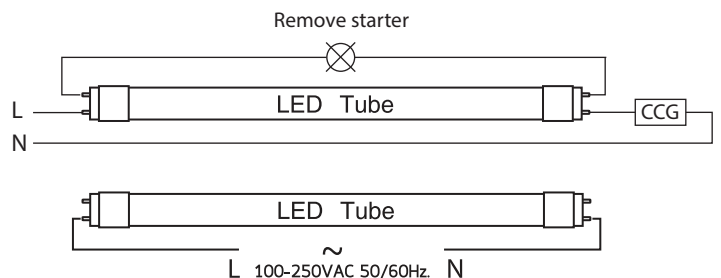 Remove starter
LED Tube
L
CCG
N
LED Tube
~
L 100-250VAC 50/60Hz. N